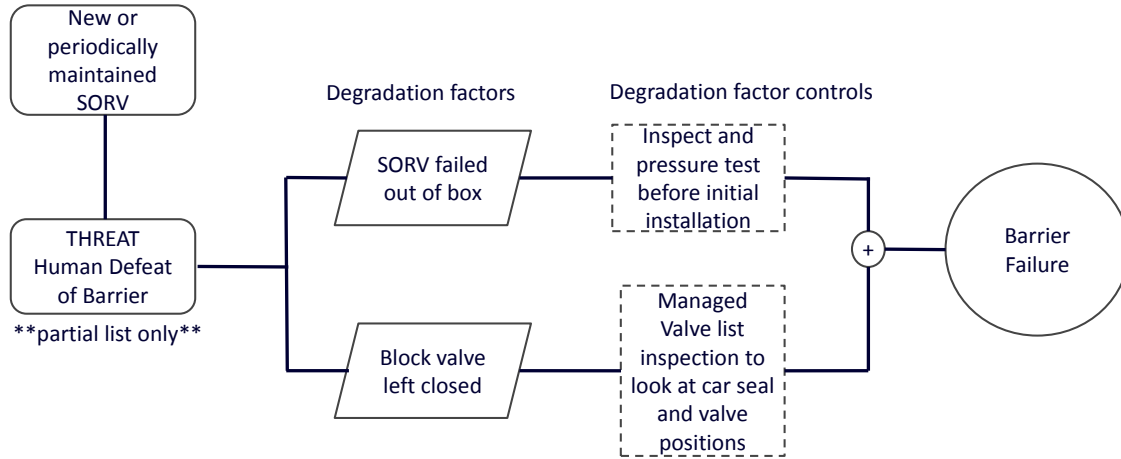 New or
periodically
maintained
SORV
Degradation factors
Degradation factor controls
SORV failed
out of box
Inspect and
pressure test
before initial
installation
THREAT
Human Defeat
of Barrier
**partial list only**
+
Barrier
Failure
Block valve
left closed
Managed
Valve list
inspection to
look at car seal
and valve
positions